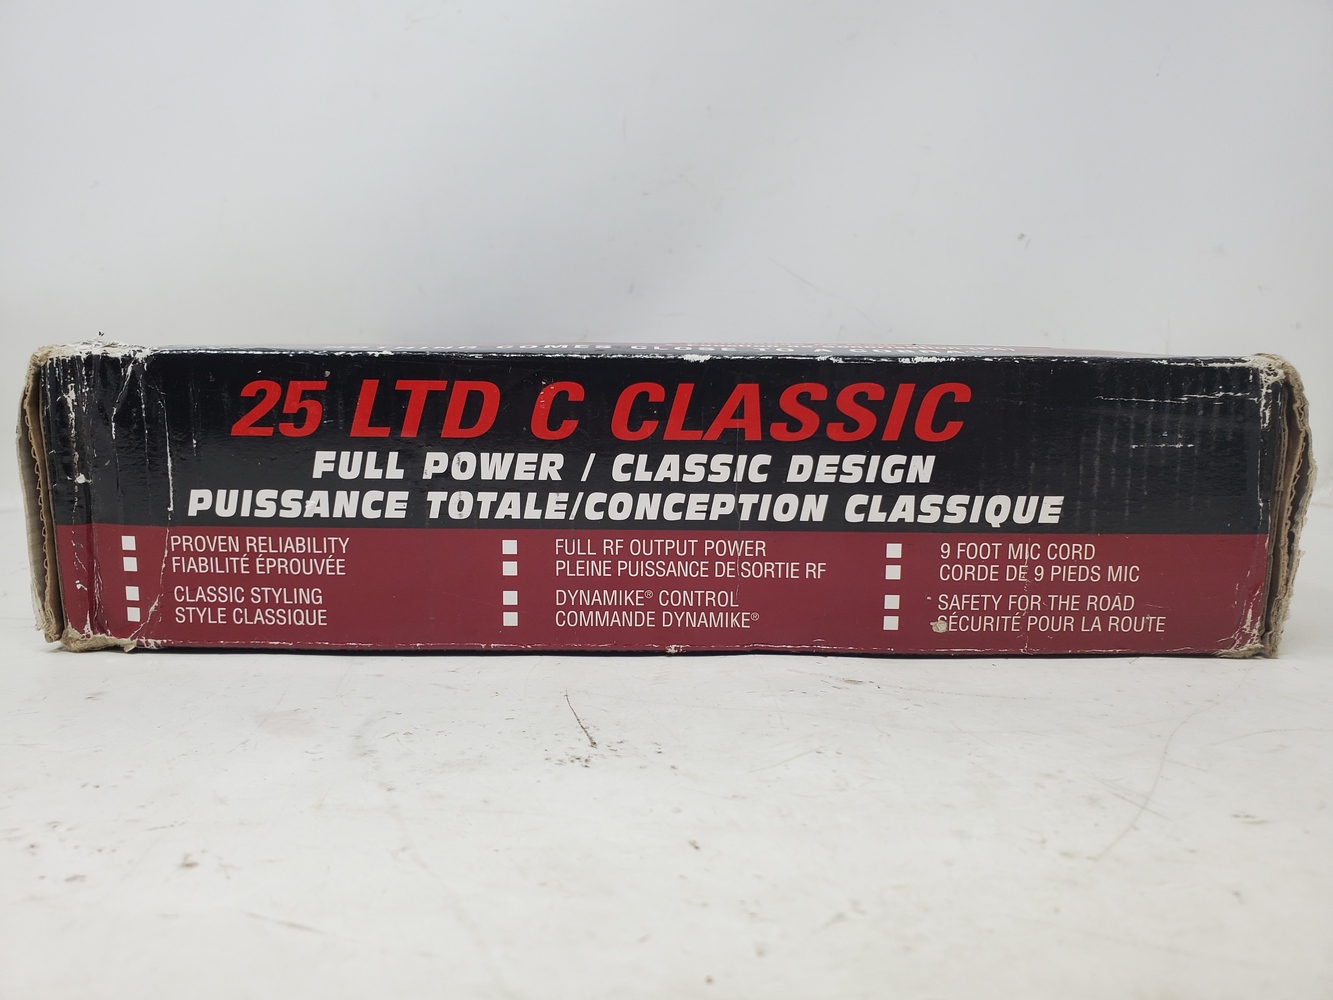 COMES CLOSE
25 LTD C CLASSIC
FULL POWER / CLASSIC DESIGN
PUISSANCE TOTALE/CONCEPTION CLASSIQUE
PROVEN RELIABILITY
FIABILITÉ ÉPROUVÉE
CLASSIC STYLING
STYLE CLASSIQUE
FULL RF OUTPUT POWER
PLEINE PUISSANCE DE SORTIE RF
DYNAMIKE® CONTROL
COMMANDE DYNAMIKE®
9 FOOT MIC CORD
CORDE DE 9 PIEDS MIC
SAFETY FOR THE ROAD
SÉCURITÉ POUR LA ROUTE